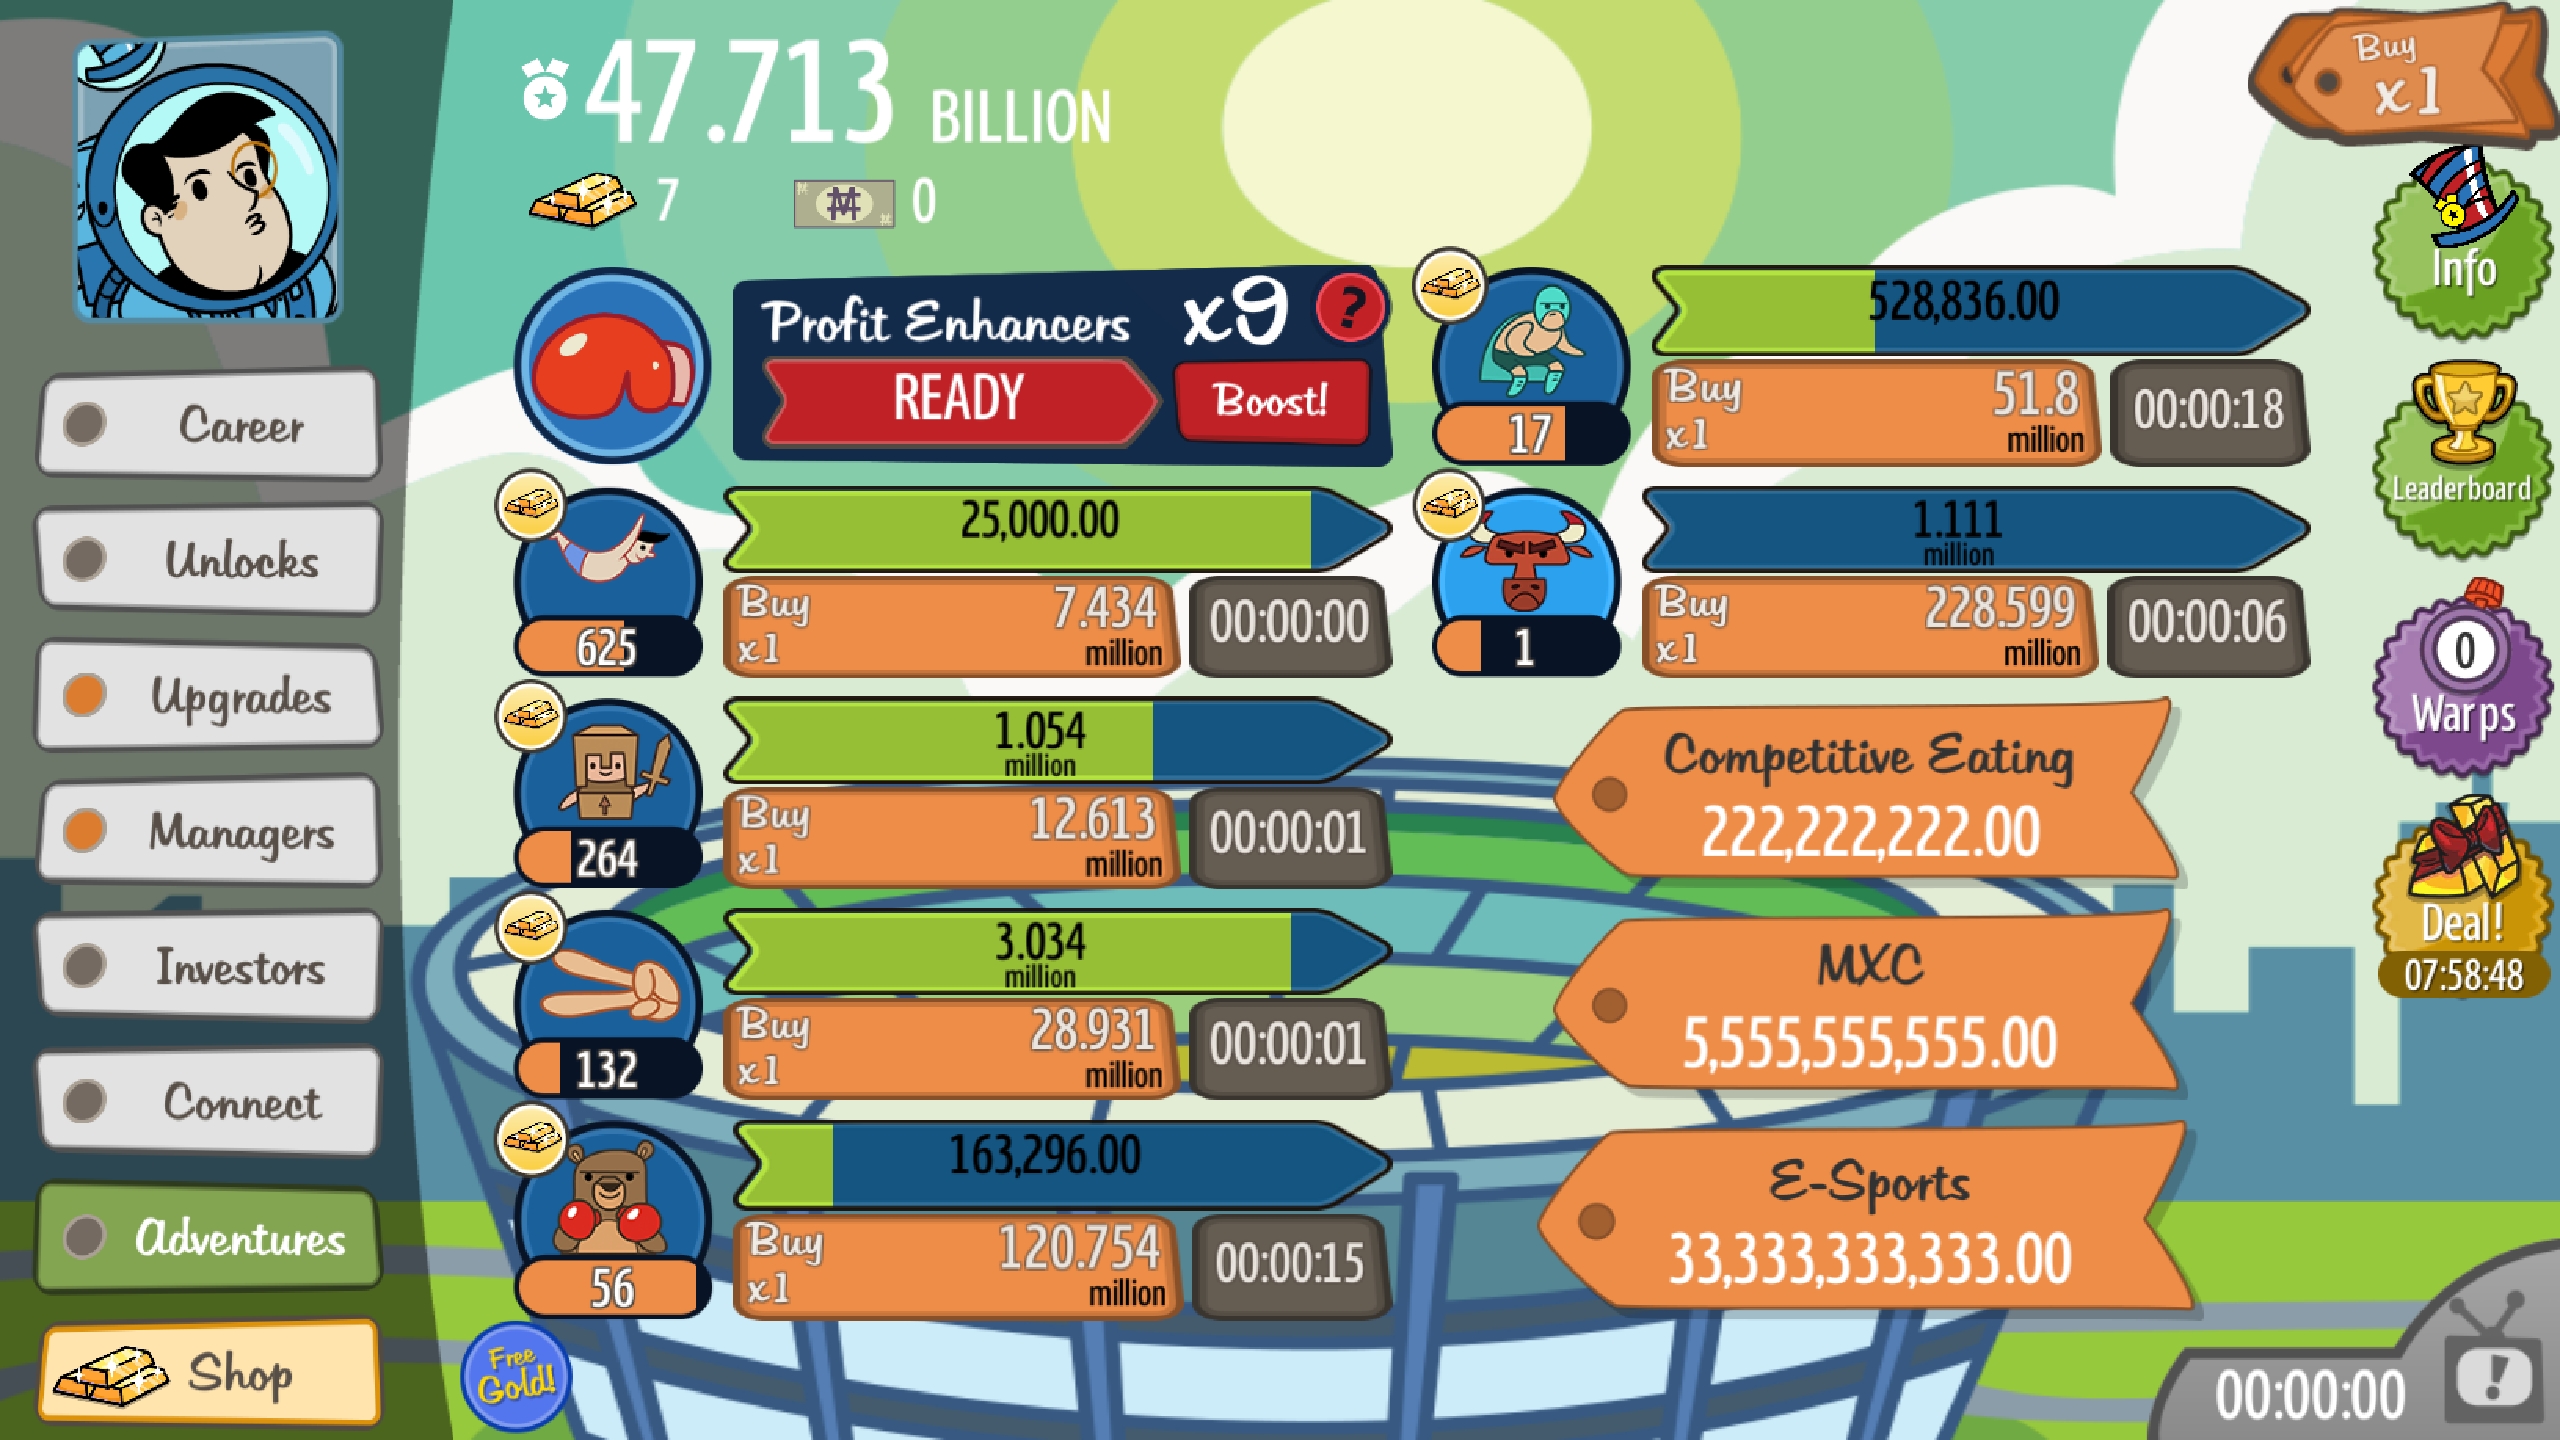 47.713 BILLION
7
0
Buy
x1
Career
Unlocks
Upgrades
Managers
Investors
Connect
Adventures
Shop
Free
Gold!
Profit Enhancers x9 ?
READY
Boost!
25,000.00
625
Buy
x1
7.434
million
00:00:00
1.054
million
264
Buy
x1
12.613
million
00:00:01
3.034
million
132
Buy
x1
28.931
million
00:00:01
163,296.00
56
Buy
x1
120.754
million
00:00:15
528,836.00
17
Buy
x1
51.8
million
00:00:18
1.111
million
1
Buy
x1
228.599
million
00:00:06
Competitive Eating
222,222,222.00
MXC
5,555,555,555.00
E-Sports
33,333,333,333.00
Info
Leaderboard
0
Warps
Deal!
07:58:48
00:00:00
!